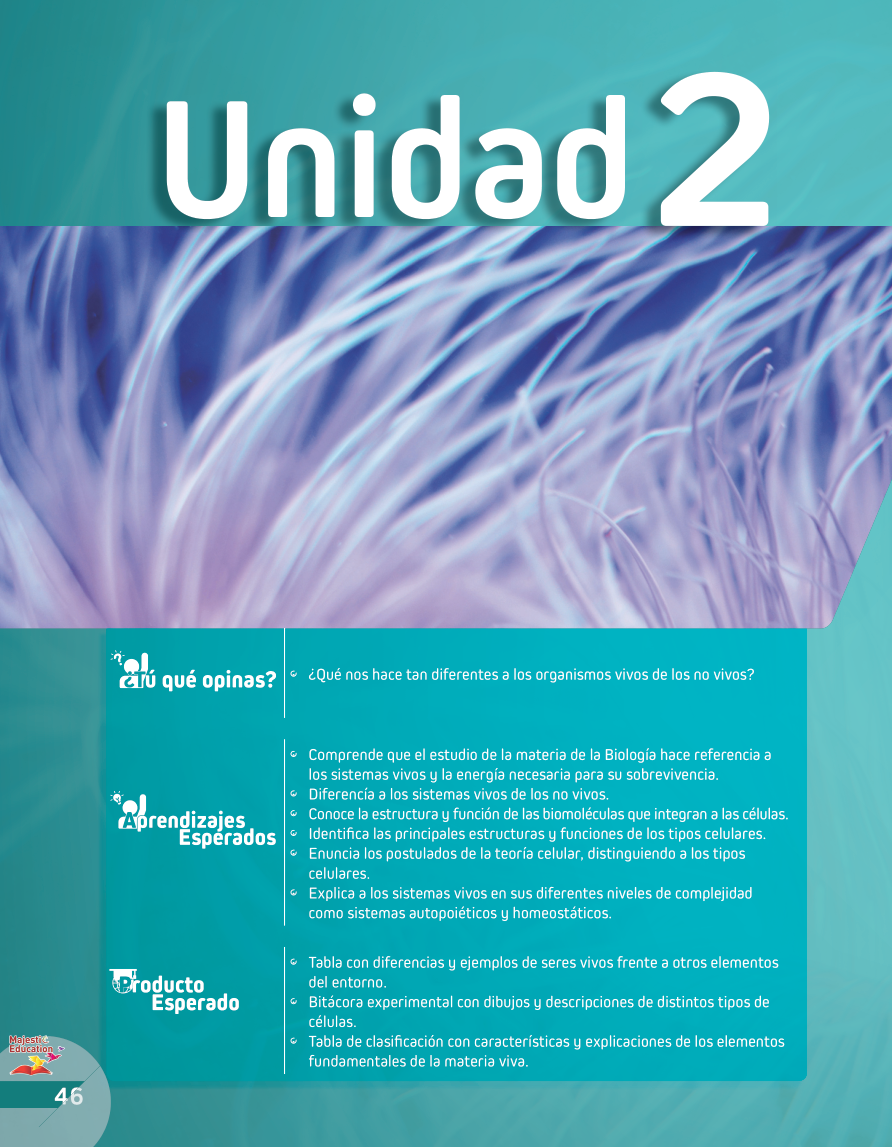 Unidad 2
¿Tú qué opinas?
¿Qué nos hace tan diferentes a los organismos vivos de los no vivos?
Aprendizajes
Esperados
Comprende que el estudio de la materia de la Biología hace referencia a
los sistemas vivos y la energía necesaria para su sobrevivencia.
Diferencía a los sistemas vivos de los no vivos.
Conoce la estructura y función de las biomoléculas que integran a las células.
Identifica las principales estructuras y funciones de los tipos celulares.
Enuncia los postulados de la teoría celular, distinguiendo a los tipos
celulares.
Explica a los sistemas vivos en sus diferentes niveles de complejidad
como sistemas autopoiéticos y homeostáticos.
Producto
Esperado
Tabla con diferencias y ejemplos de seres vivos frente a otros elementos
del entorno.
Bitácora experimental con dibujos y descripciones de distintos tipos de
células.
Tabla de clasificación con características y explicaciones de los elementos
fundamentales de la materia viva.
Majestic
Education
46